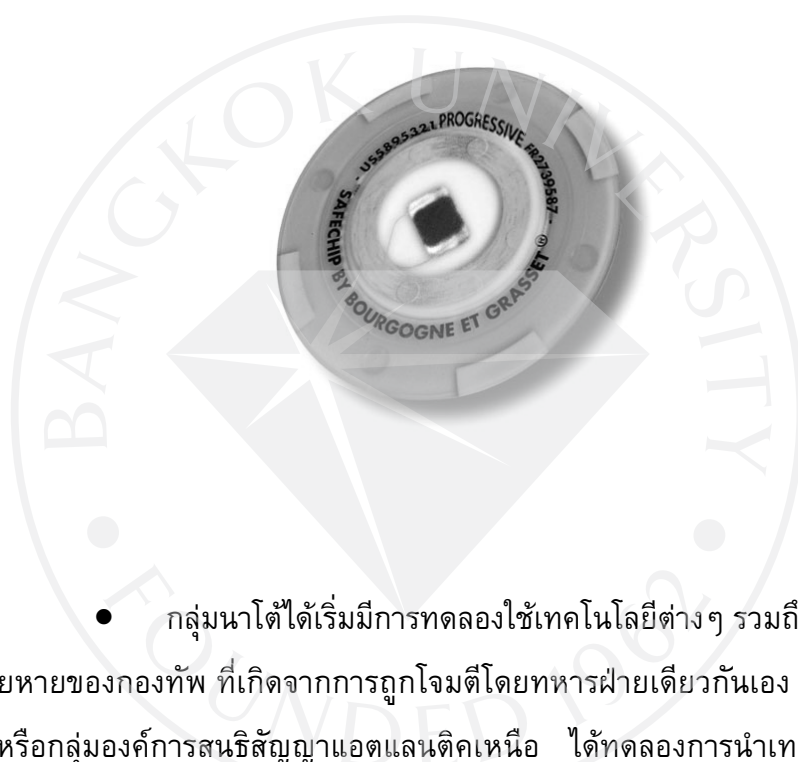 BANGKOK UNIVERSITY
SAFECHIP BY BOURGOGNE ET GRASSET ®
- US5895321 PROGRESSIVE FR2739587 -
• กลุ่มนาโต้ได้เริ่มมีการทดลองใช้เทคโนโลยีต่างๆ รวมถึ
ยหายของกองทัพ ที่เกิดจากการถูกโจมตีโดยทหารฝ่ายเดียวกันเอง
หรือกลุ่มองค์การสนธิสัญญาแอตแลนติคเหนือ ได้ทดลองการนำเท
FOUNDED 1962